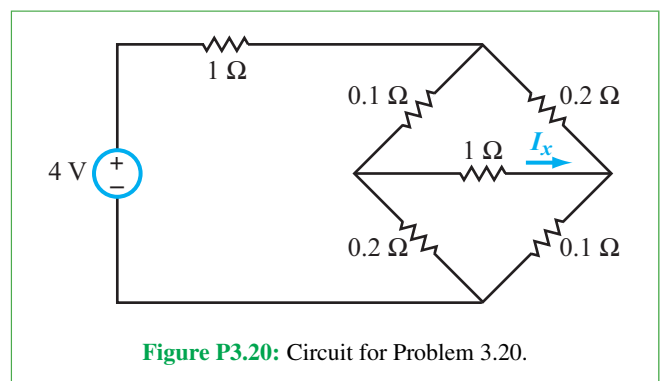 1 Ω
0.1 Ω
0.2 Ω
1 Ω
Ix
4 V
+
−
0.2 Ω
0.1 Ω
Figure P3.20: Circuit for Problem 3.20.